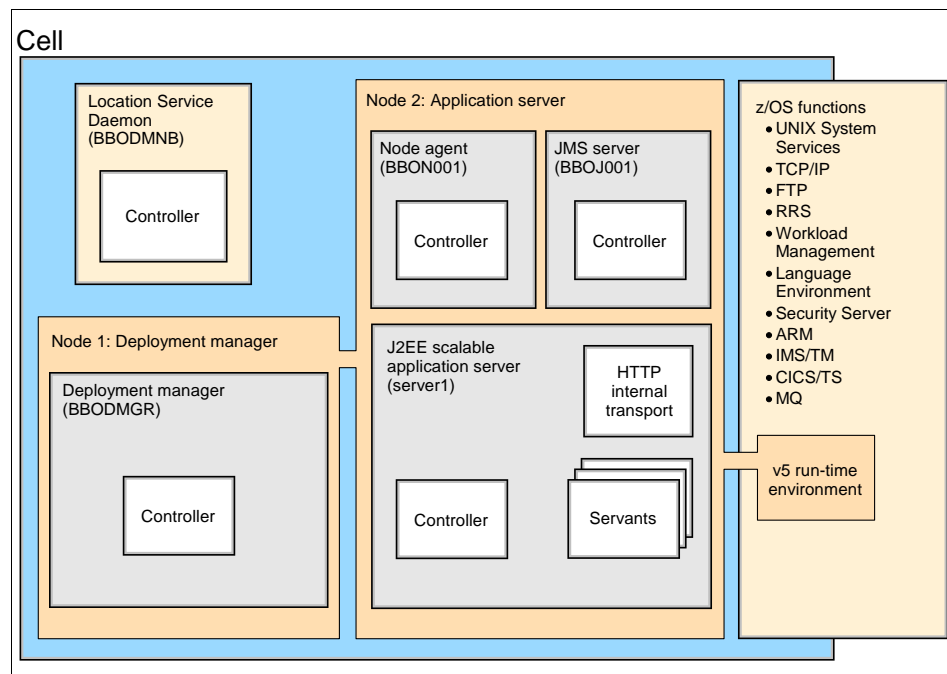 Cell
Location Service
Daemon
(BBODMNB)
Controller
Node 1: Deployment manager
Deployment manager
(BBODMGR)
Controller
Node 2: Application server
Node agent
(BBON001)
Controller
JMS server
(BBOJ001)
Controller
J2EE scalable
application server
(server1)
HTTP
internal
transport
Controller
Servants
z/OS functions
• UNIX System
Services
• TCP/IP
• FTP
• RRS
• Workload
Management
• Language
Environment
• Security Server
• ARM
• IMS/TM
• CICS/TS
• MQ
v5 run-time
environment